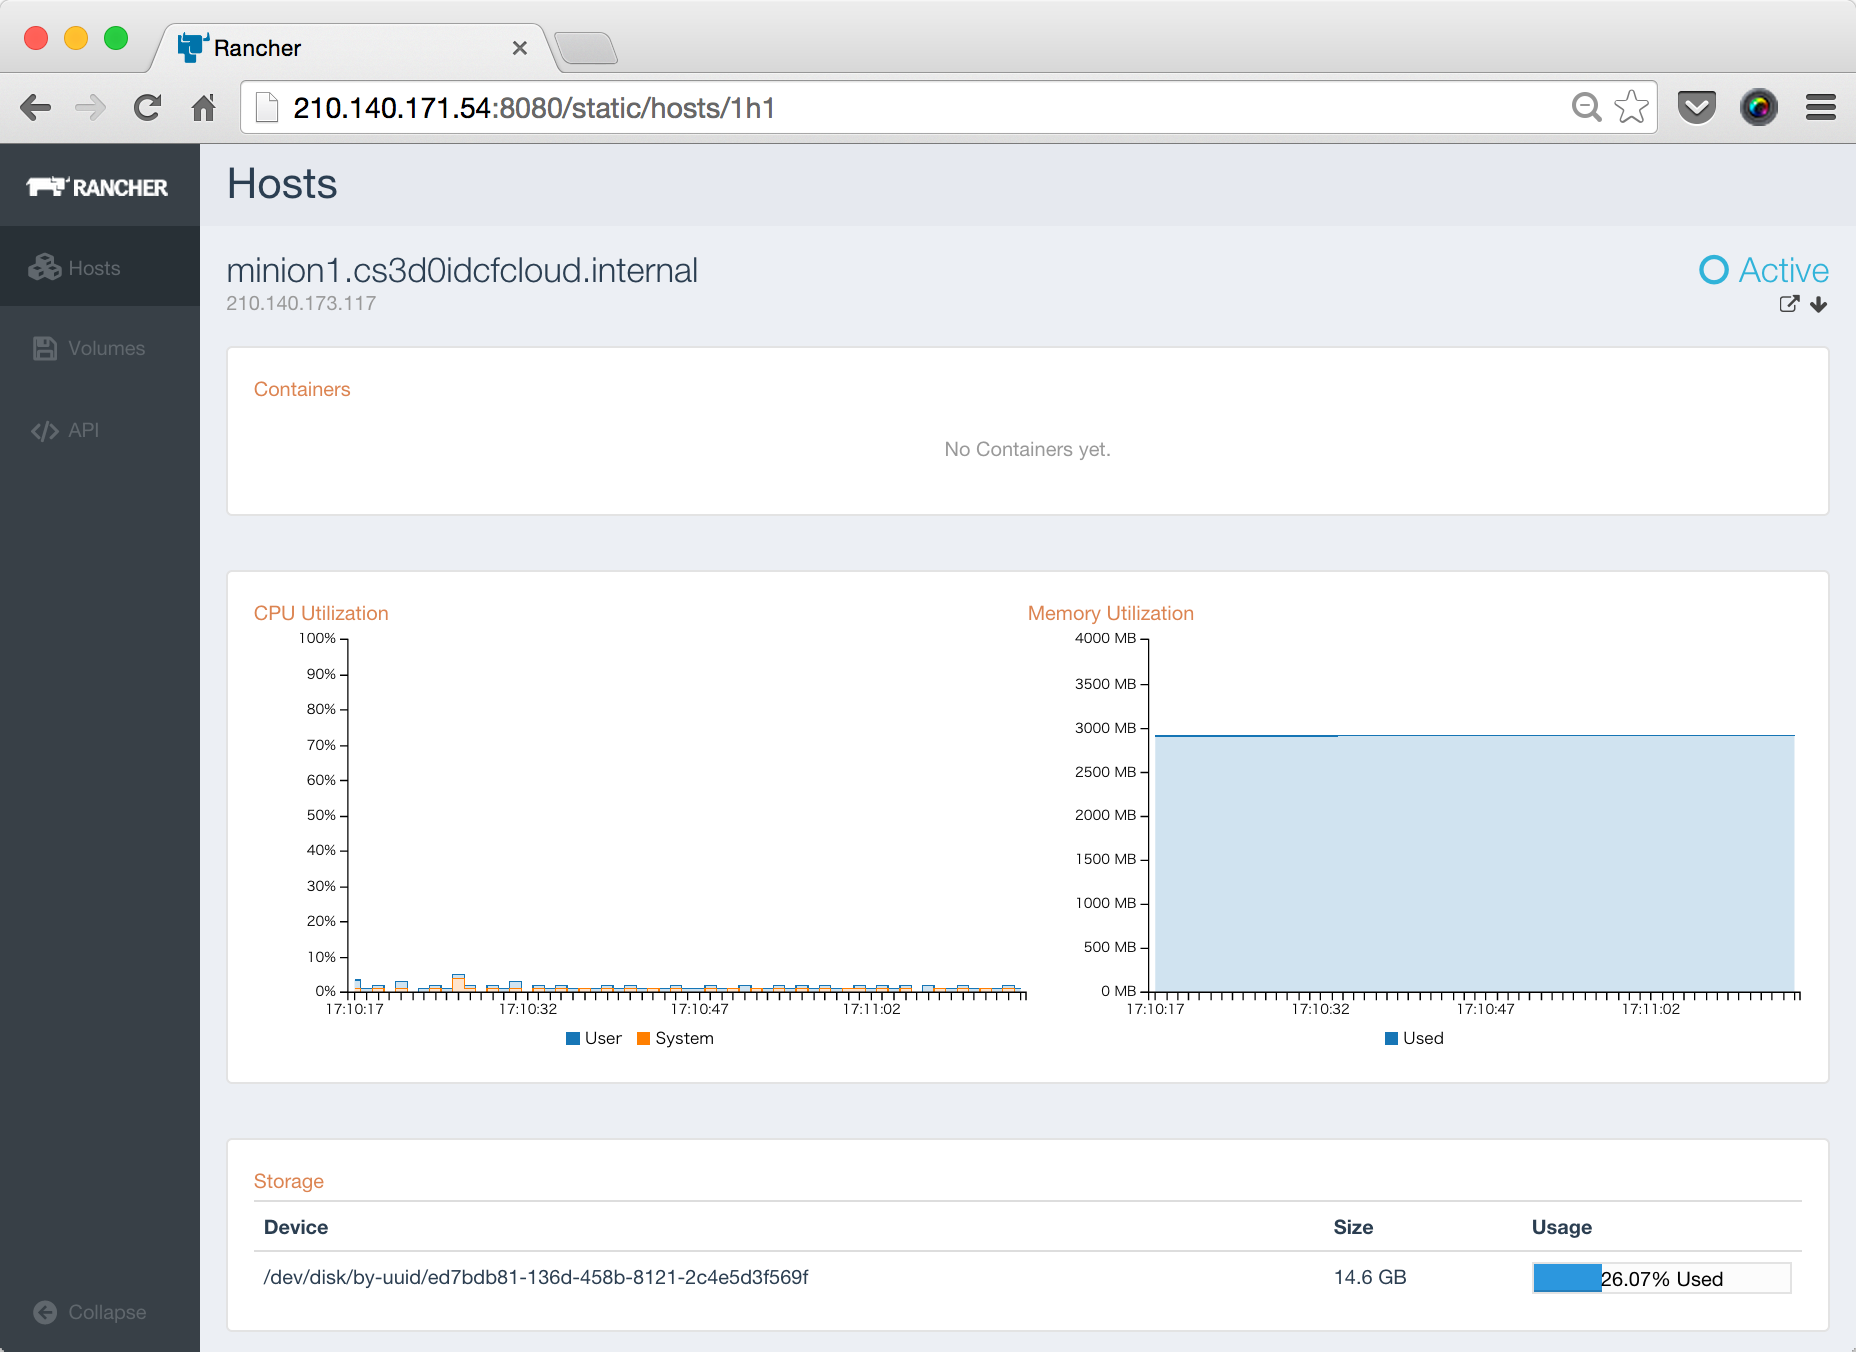 Rancher
210.140.171.54:8080/static/hosts/1h1
RANCHER
Hosts
Volumes
API
Collapse
Hosts
minion1.cs3d0idcfcloud.internal
210.140.173.117
Active
Containers
No Containers yet.
CPU Utilization
100%
90%
80%
70%
60%
50%
40%
30%
20%
10%
0%
17:10:17 17:10:32 17:10:47 17:11:02
User System
Memory Utilization
4000 MB
3500 MB
3000 MB
2500 MB
2000 MB
1500 MB
1000 MB
500 MB
0 MB
17:10:17 17:10:32 17:10:47 17:11:02
Used
Storage
Device Size Usage
/dev/disk/by-uuid/ed7bdb81-136d-458b-8121-2c4e5d3f569f 14.6 GB 26.07% Used